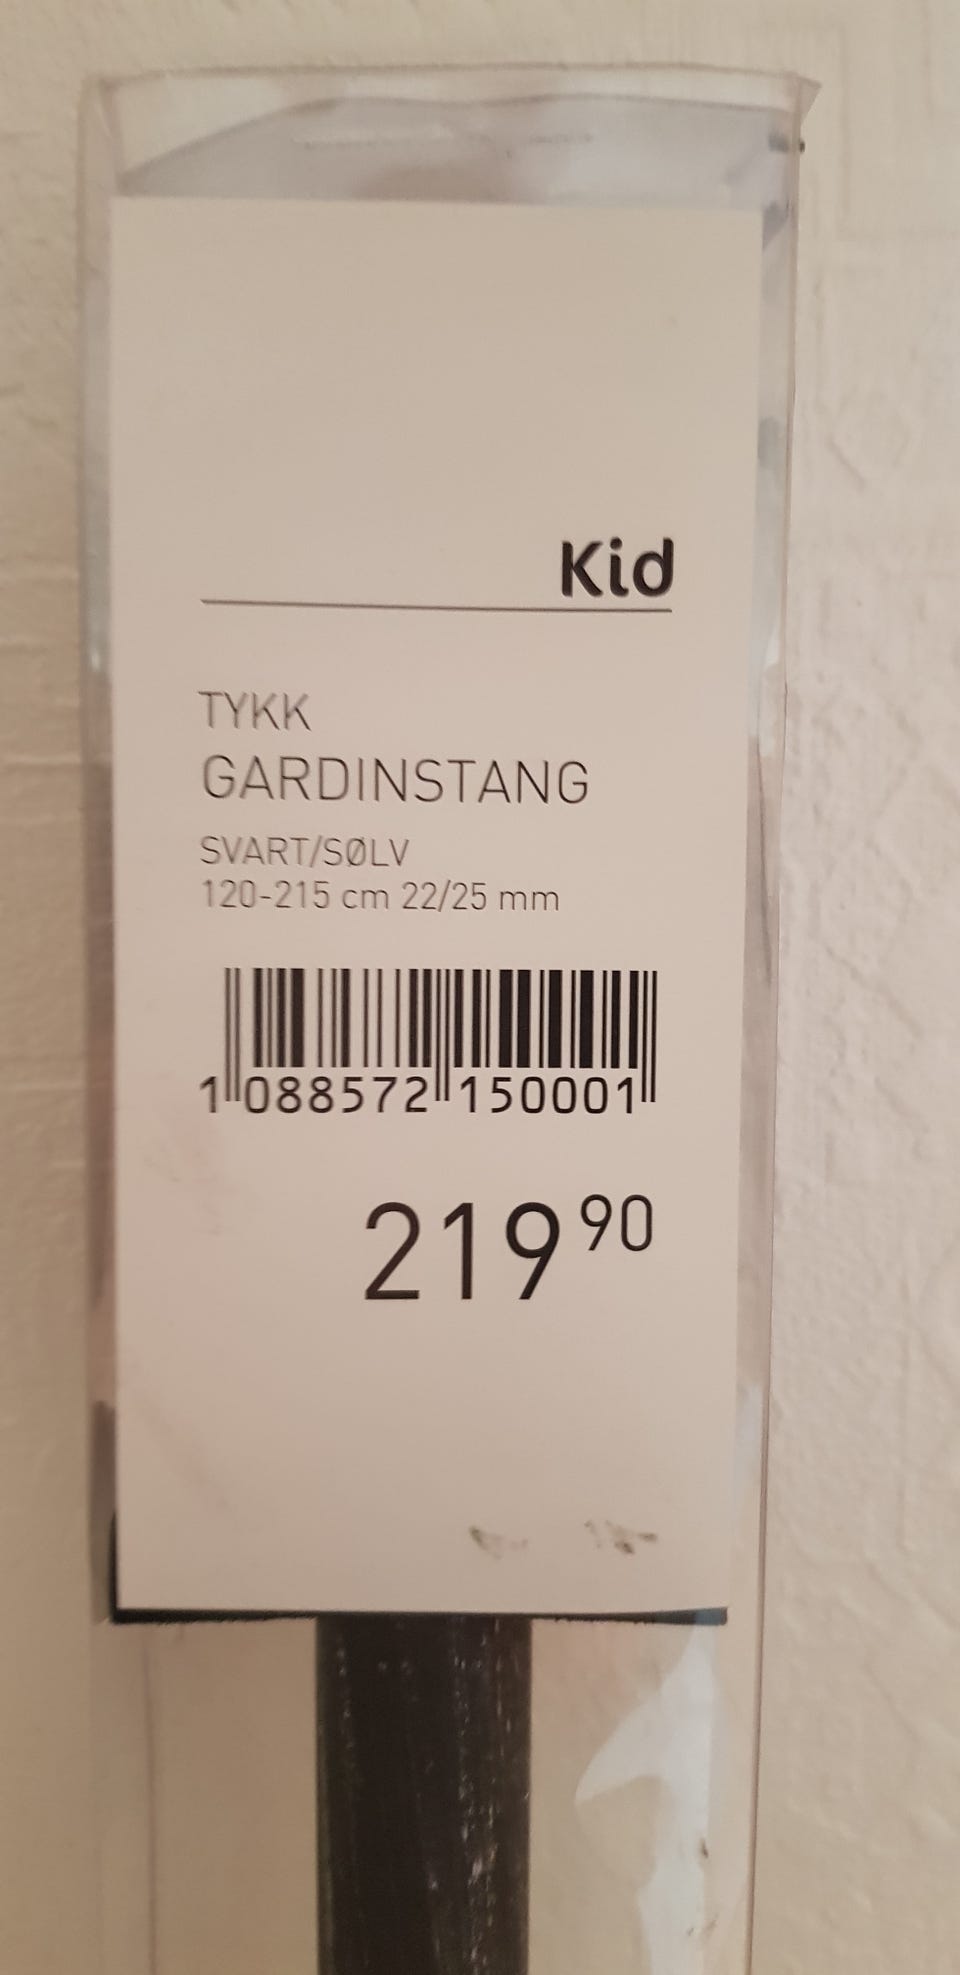 Kid
TYKK
GARDINSTANG
SVART/SØLV
120-215 cm 22/25 mm
1 088572 150001
219 90